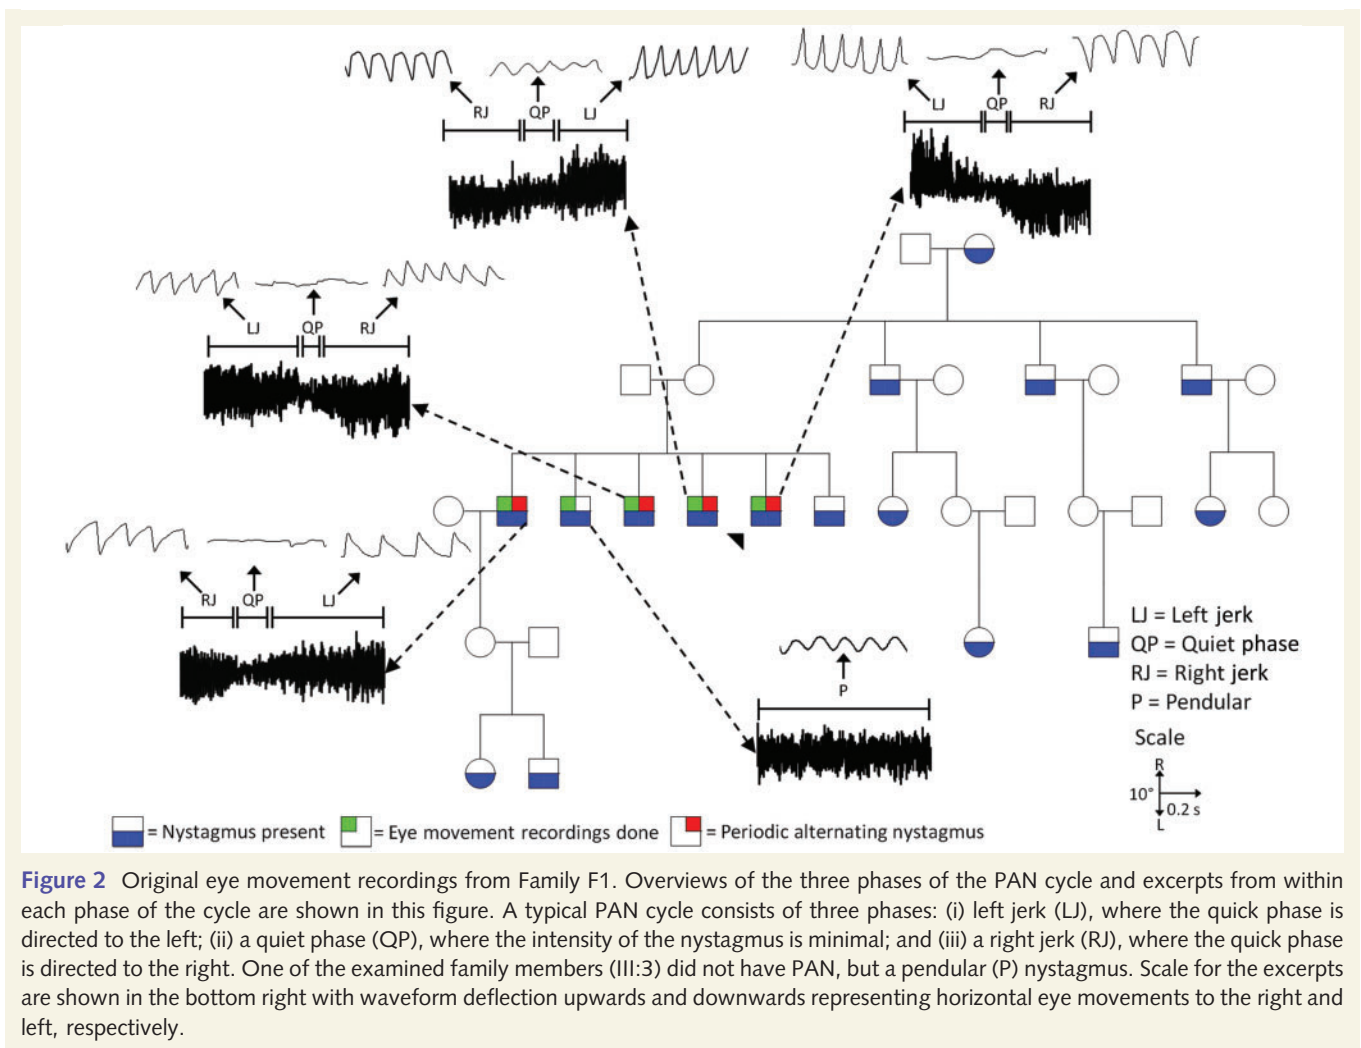 RJ QP LJ
LJ QP RJ
LJ QP RJ
RJ QP LJ
P
LJ = Left jerk
QP = Quiet phase
RJ = Right jerk
P = Pendular
Scale
R
10°
0.2 s
L
= Nystagmus present = Eye movement recordings done = Periodic alternating nystagmus
Figure 2 Original eye movement recordings from Family F1. Overviews of the three phases of the PAN cycle and excerpts from within
each phase of the cycle are shown in this figure. A typical PAN cycle consists of three phases: (i) left jerk (LJ), where the quick phase is
directed to the left; (ii) a quiet phase (QP), where the intensity of the nystagmus is minimal; and (iii) a right jerk (RJ), where the quick phase
is directed to the right. One of the examined family members (III:3) did not have PAN, but a pendular (P) nystagmus. Scale for the excerpts
are shown in the bottom right with waveform deflection upwards and downwards representing horizontal eye movements to the right and
left, respectively.